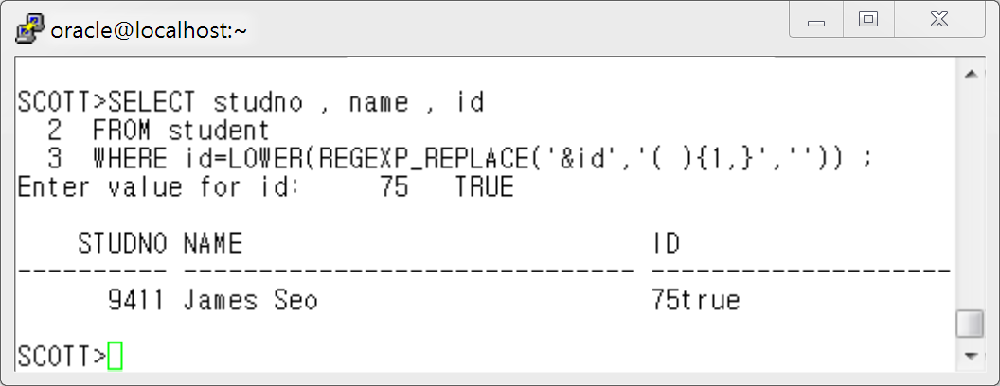 oracle@localhost:~
SCOTT>SELECT studno , name , id
  2  FROM student
  3  WHERE id=LOWER(REGEXP_REPLACE('&id','( ){1,}','')) ;
Enter value for id:     75   TRUE
    STUDNO NAME                           ID
---------- ------------------------------ --------------------
      9411 James Seo                      75true
SCOTT>